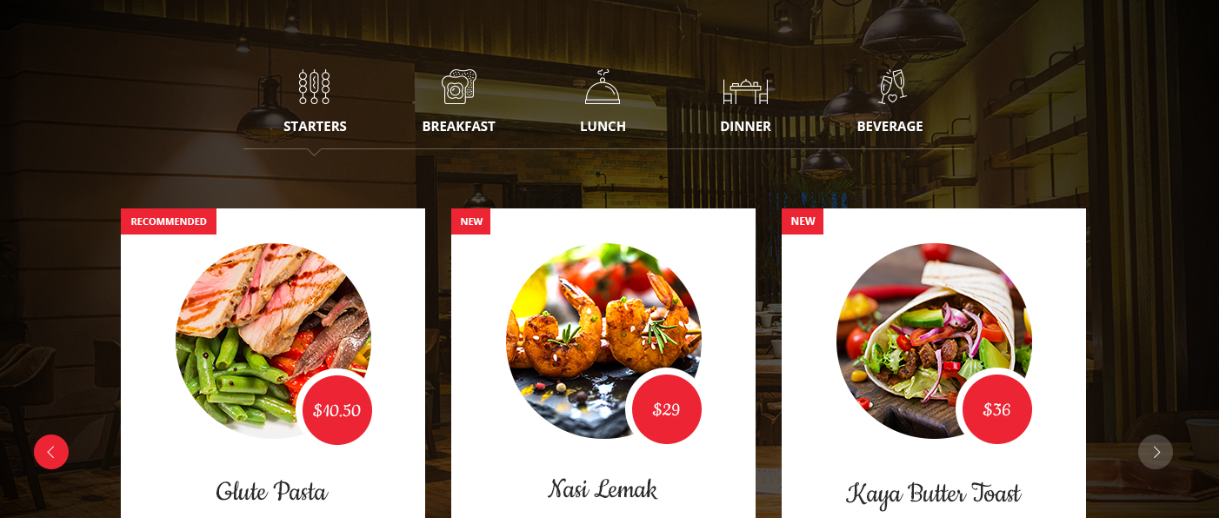 STARTERS BREAKFAST LUNCH DINNER BEVERAGE
RECOMMENDED
NEW
NEW
$10.50
$29
$36
Glute Pasta
Nasi Lemak
Kaya Butter Toast